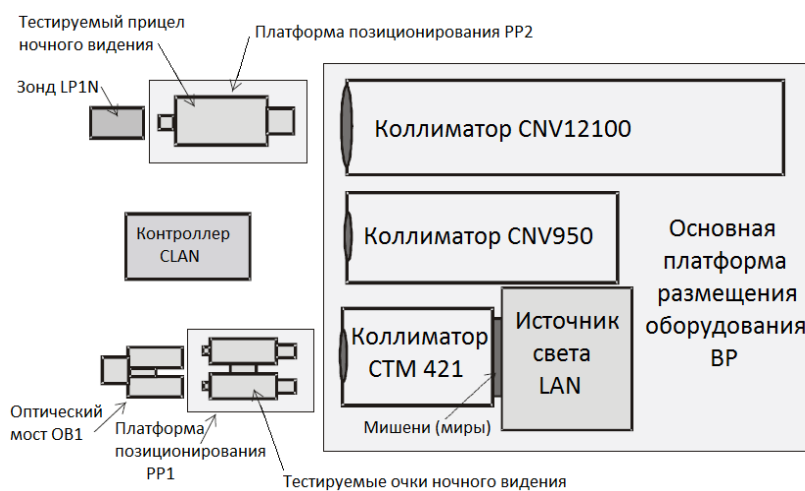 Тестируемый прицел
ночного видения
Платформа позиционирования PP2
Зонд LP1N
Коллиматор CNV12100
Контроллер
CLAN
Коллиматор CNV950
Основная
платформа
размещения
оборудования
BP
Коллиматор
CTM 421
Источник
света
LAN
Мишени (миры)
Оптический
мост OB1
Платформа
позиционирования
PP1
Тестируемые очки ночного видения